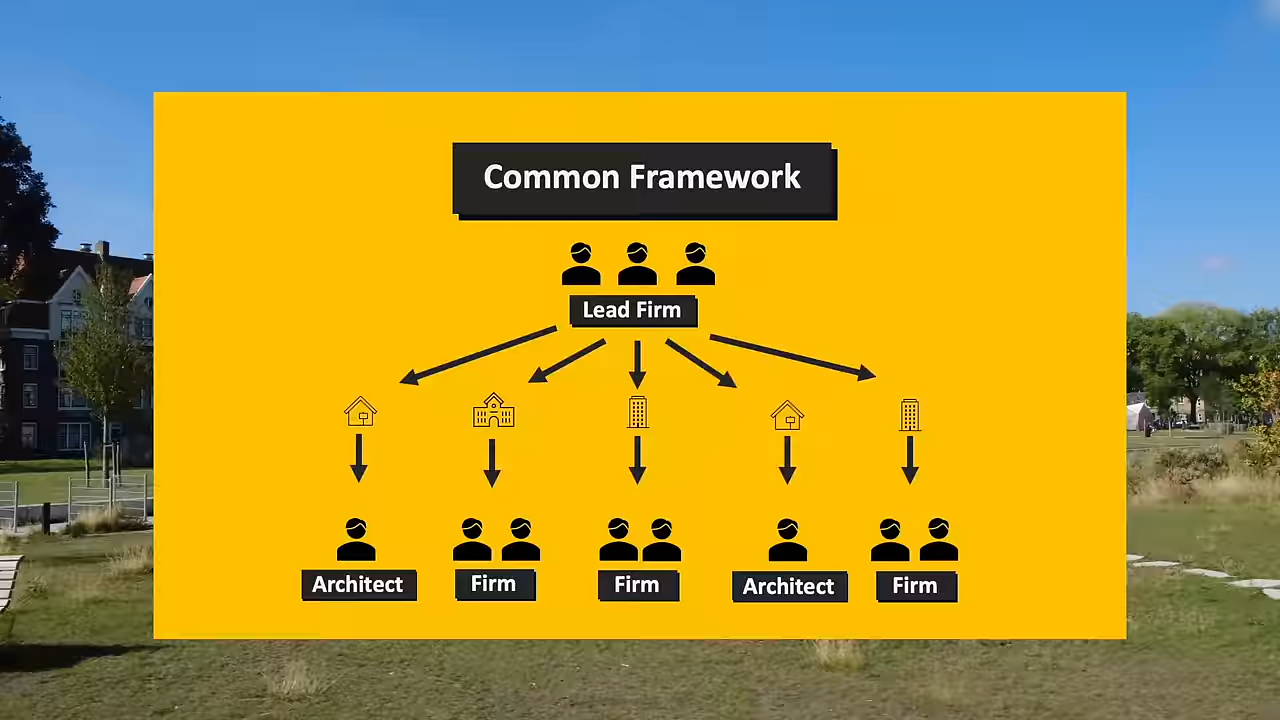 Common Framework
Lead Firm
Architect
Firm
Firm
Architect
Firm